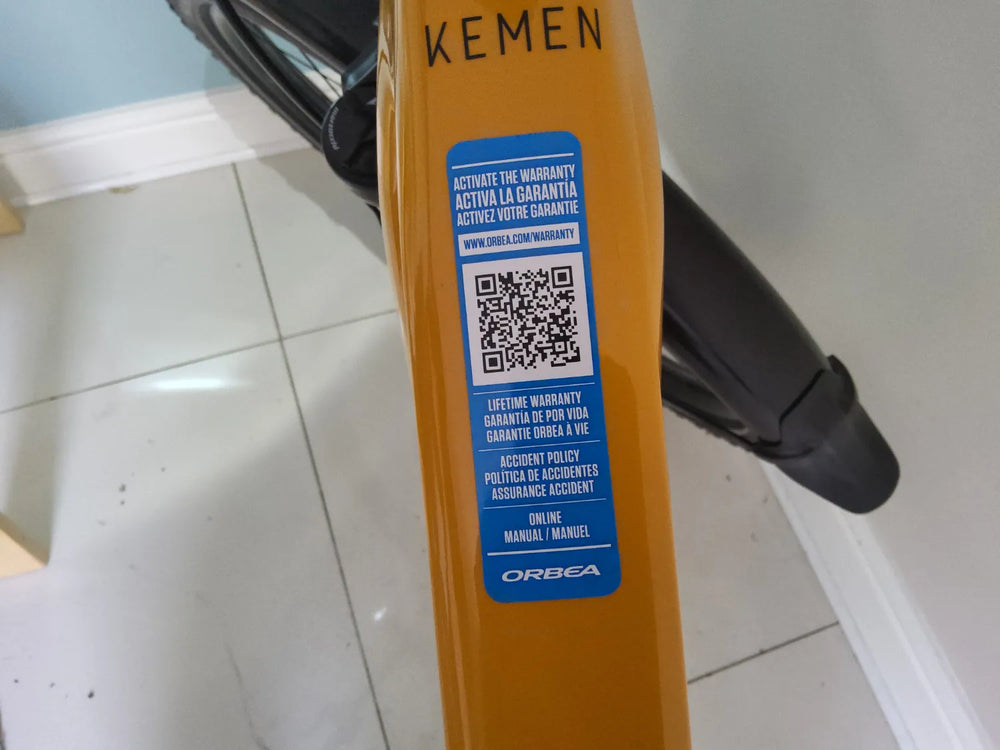 KEMEN
ACTIVATE THE WARRANTY
ACTIVA LA GARANTÍA
ACTIVEZ VOTRE GARANTIE
WWW.ORBEA.COM/WARRANTY
LIFETIME WARRANTY
GARANTÍA DE POR VIDA
GARANTIE ORBEA À VIE
ACCIDENT POLICY
POLÍTICA DE ACCIDENTES
ASSURANCE ACCIDENT
ONLINE
MANUAL / MANUEL
ORBEA